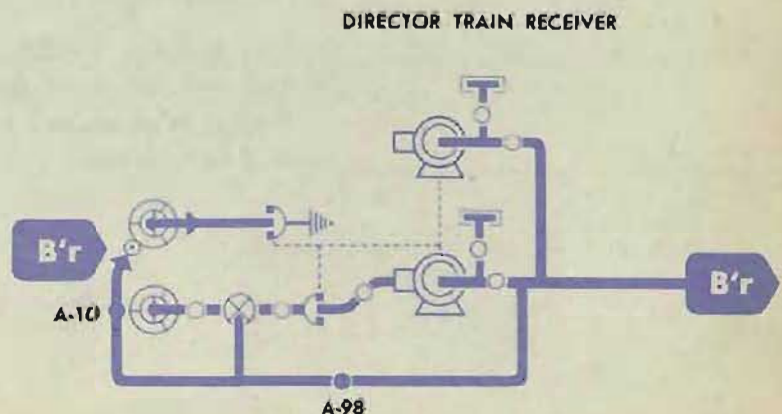 DIRECTOR TRAIN RECEIVER
B'r
B'r
A-10
A-98